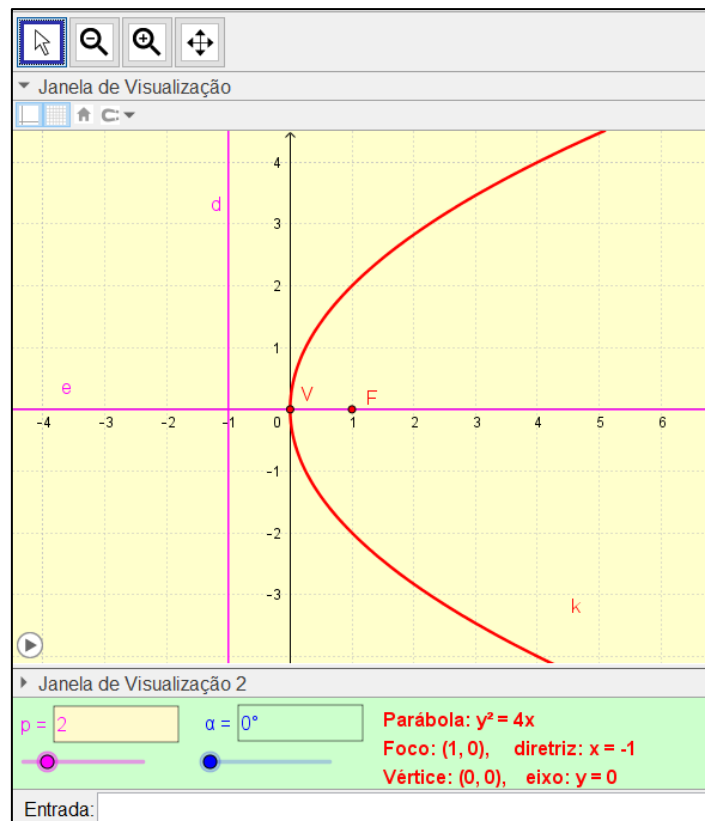 Janela de Visualização
4
d
3
2
1
e
V
F
-4
-3
-2
-1
0
1
2
3
4
5
6
-1
-2
-3
k
Janela de Visualização 2
p = 2
α = 0°
Parábola: y² = 4x
Foco: (1, 0), diretriz: x = -1
Vértice: (0, 0), eixo: y = 0
Entrada: